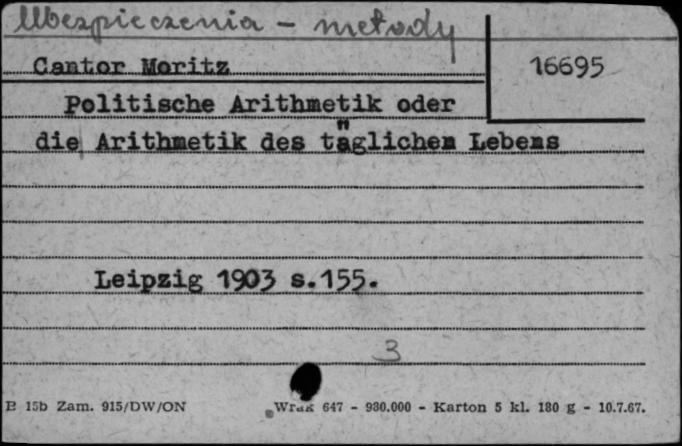 Ubezpieczenia - metody
Cantor Moritz
16695
Politische Arithmetik oder
die Arithmetik des täglichen Lebens
Leipzig 1903 s.155.
3
B 15b Zam. 915/DW/ON
Wrak 647 - 930.000 - Karton 5 kl. 180 g - 10.7.67.